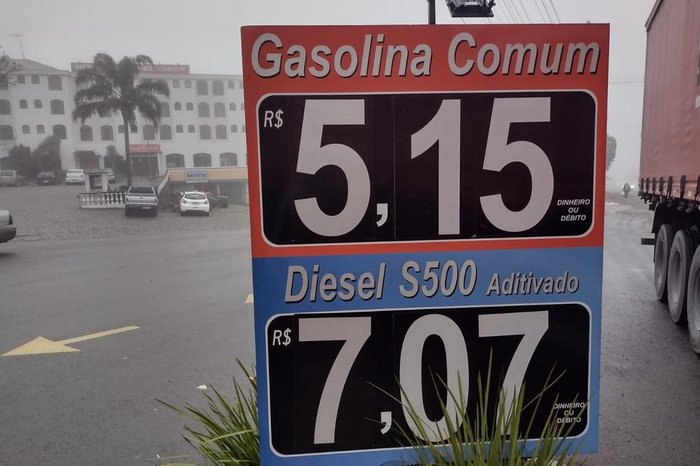 Gasolina Comum
R$ 5,15
DINHEIRO
OU
DÉBITO
Diesel S500 Aditivado
R$ 7,07
DINHEIRO
OU
DÉBITO